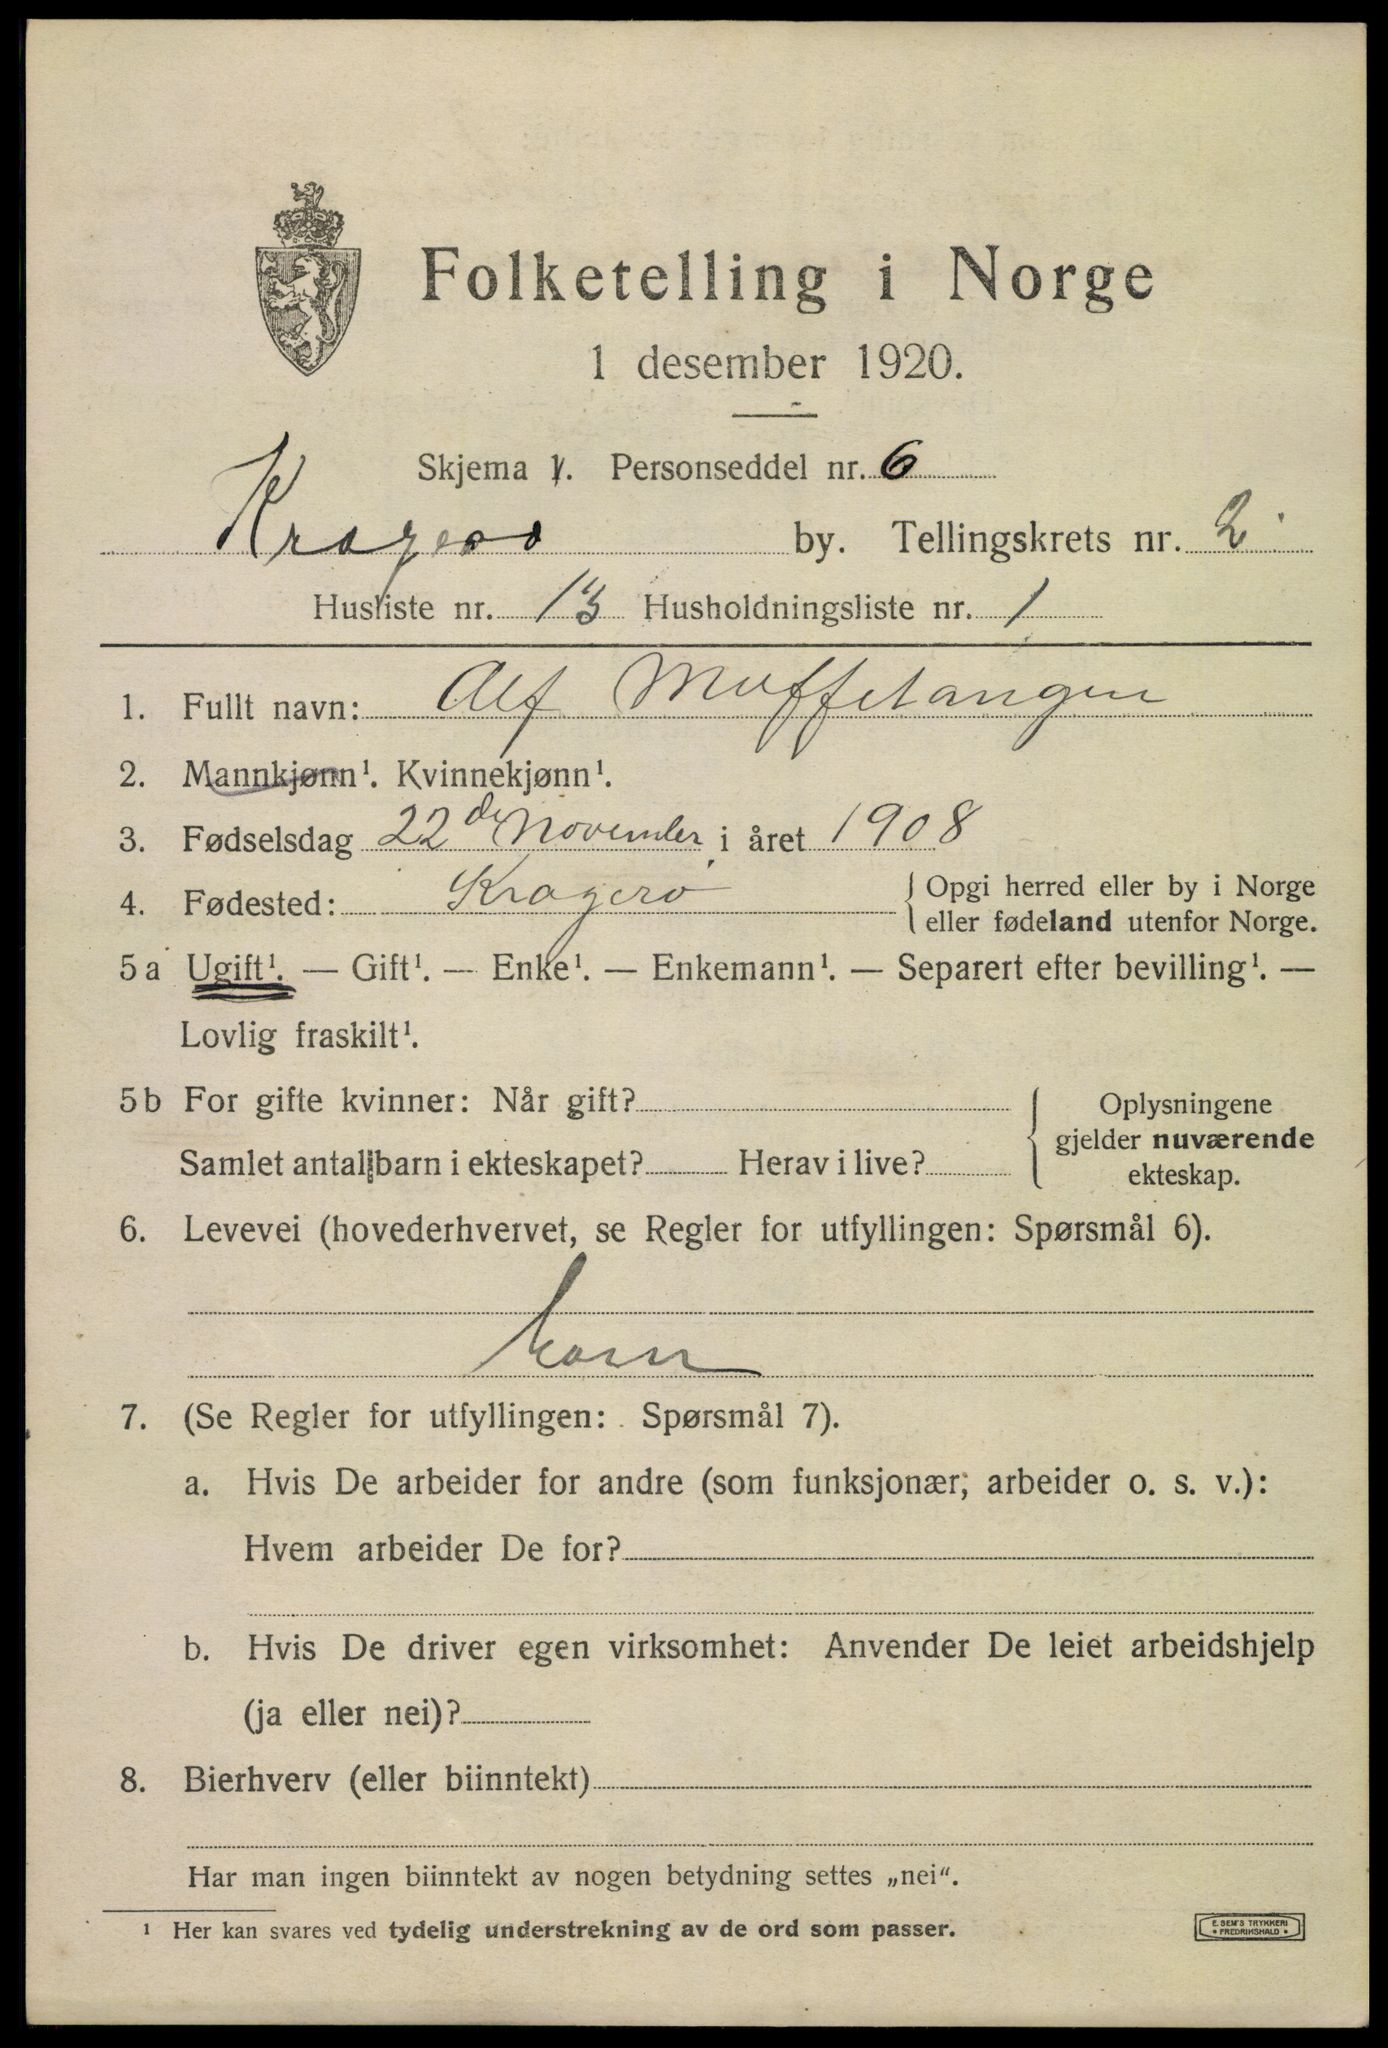 Folketelling i Norge
1 desember 1920.
Skjema 1. Personseddel nr. 6
Kragerø by. Tellingskrets nr. 2
Husliste nr. 13 Husholdningsliste nr. 1
1. Fullt navn: Alf Muffetangen
2. Mannkjønn¹. Kvinnekjønn¹.
3. Fødselsdag 22de November i året 1908
4. Fødested: Kragerø { Opgi herred eller by i Norge
eller fødeland utenfor Norge.
5a Ugift¹. — Gift¹. — Enke¹. — Enkemann¹. — Separert efter bevilling¹. —
Lovlig fraskilt¹.
5b For gifte kvinner: Når gift? { Oplysningene
gjelder nuværende
Samlet antal barn i ekteskapet? Herav i live?
ekteskap.
6. Levevei (hovederhvervet, se Regler for utfyllingen: Spørsmål 6).
7. (Se Regler for utfyllingen: Spørsmål 7).
a. Hvis De arbeider for andre (som funksjonær, arbeider o. s. v.):
Hvem arbeider De for?
b. Hvis De driver egen virksomhet: Anvender De leiet arbeidshjelp
(ja eller nei)?
8. Bierhverv (eller biinntekt)
Har man ingen biinntekt av nogen betydning settes „nei“.
¹ Her kan svares ved tydelig understrekning av de ord som passer.
E. SEM'S TRYKKERI
FREDRIKSHALD